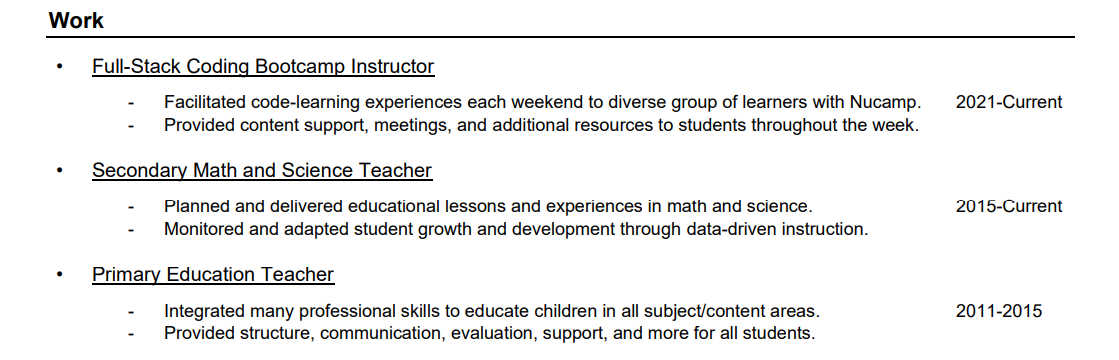 Work
• Full-Stack Coding Bootcamp Instructor
- Facilitated code-learning experiences each weekend to diverse group of learners with Nucamp. 2021-Current
- Provided content support, meetings, and additional resources to students throughout the week.
• Secondary Math and Science Teacher
- Planned and delivered educational lessons and experiences in math and science. 2015-Current
- Monitored and adapted student growth and development through data-driven instruction.
• Primary Education Teacher
- Integrated many professional skills to educate children in all subject/content areas. 2011-2015
- Provided structure, communication, evaluation, support, and more for all students.